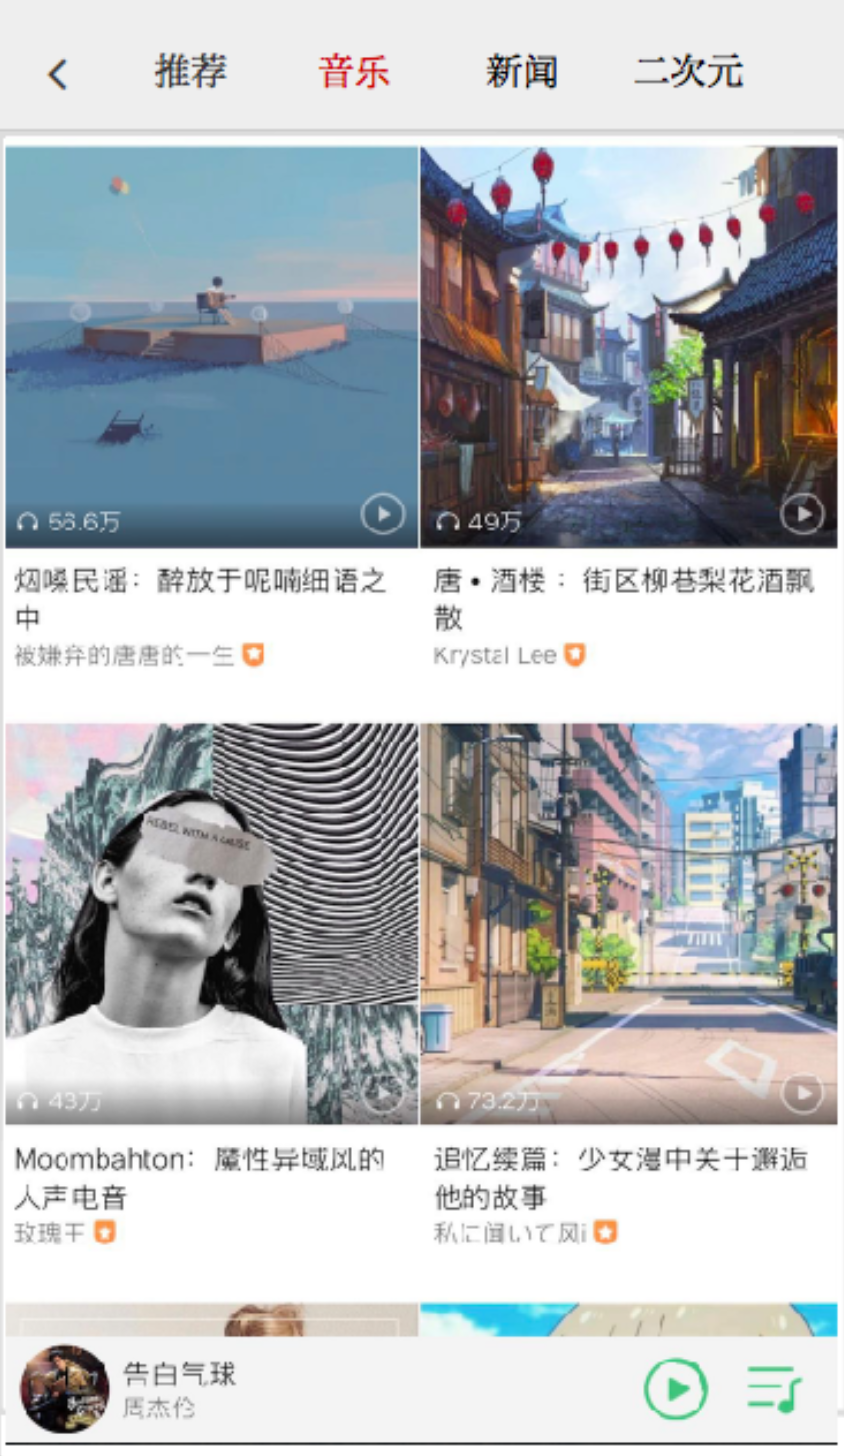 推荐 音乐 新闻 二次元
56.6万
49万
烟嗓民谣：醉放于呢喃细语之
中
被嫌弃的唐唐的一生
唐•酒楼：街区柳巷梨花酒飘
散
Krystal Lee
REBEL WITH A CAUSE
43万
73.2万
Moombahton：魔性异域风的
人声电音
玫瑰王
追忆续篇：少女漫中关于邂逅
他的故事
私に闻いて风i
告白气球
周杰伦